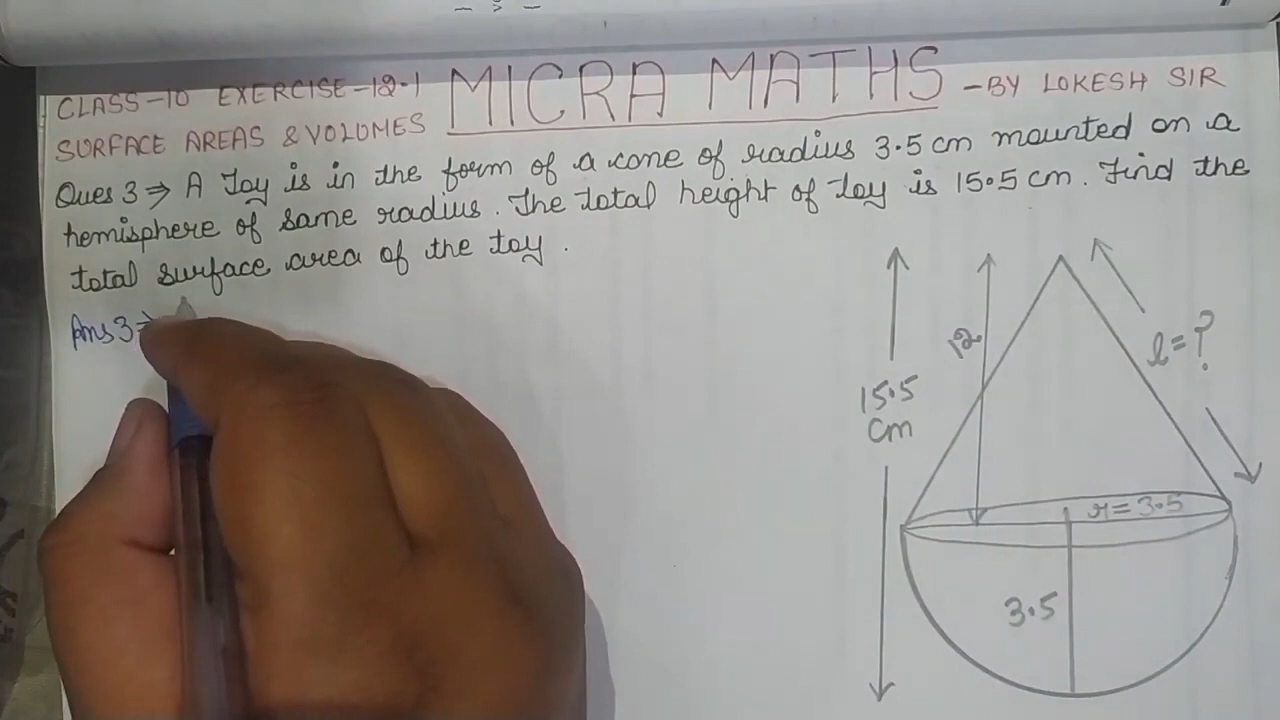 CLASS-10 EXERCISE-12.1 MICRA MATHS -BY LOKESH SIR
SURFACE AREAS & VOLUMES
Ques 3 ⇒ A Toy is in the form of a cone of radius 3.5 cm mounted on a
hemisphere of same radius. The total height of toy is 15.5 cm. Find the
total surface area of the toy.
Ans 3 ⇒
15.5
cm
12
l = ?
r = 3.5
3.5